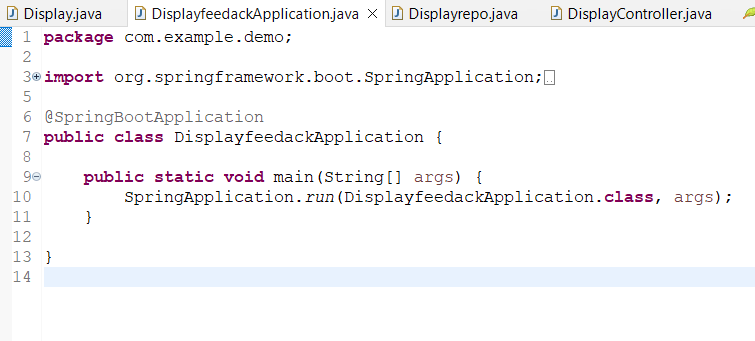 Display.java DisplayfeedackApplication.java Displayrepo.java DisplayController.java
1 package com.example.demo;
2
3 import org.springframework.boot.SpringApplication;
5
6 @SpringBootApplication
7 public class DisplayfeedackApplication {
8
9 public static void main(String[] args) {
10 SpringApplication.run(DisplayfeedackApplication.class, args);
11 }
12
13 }
14